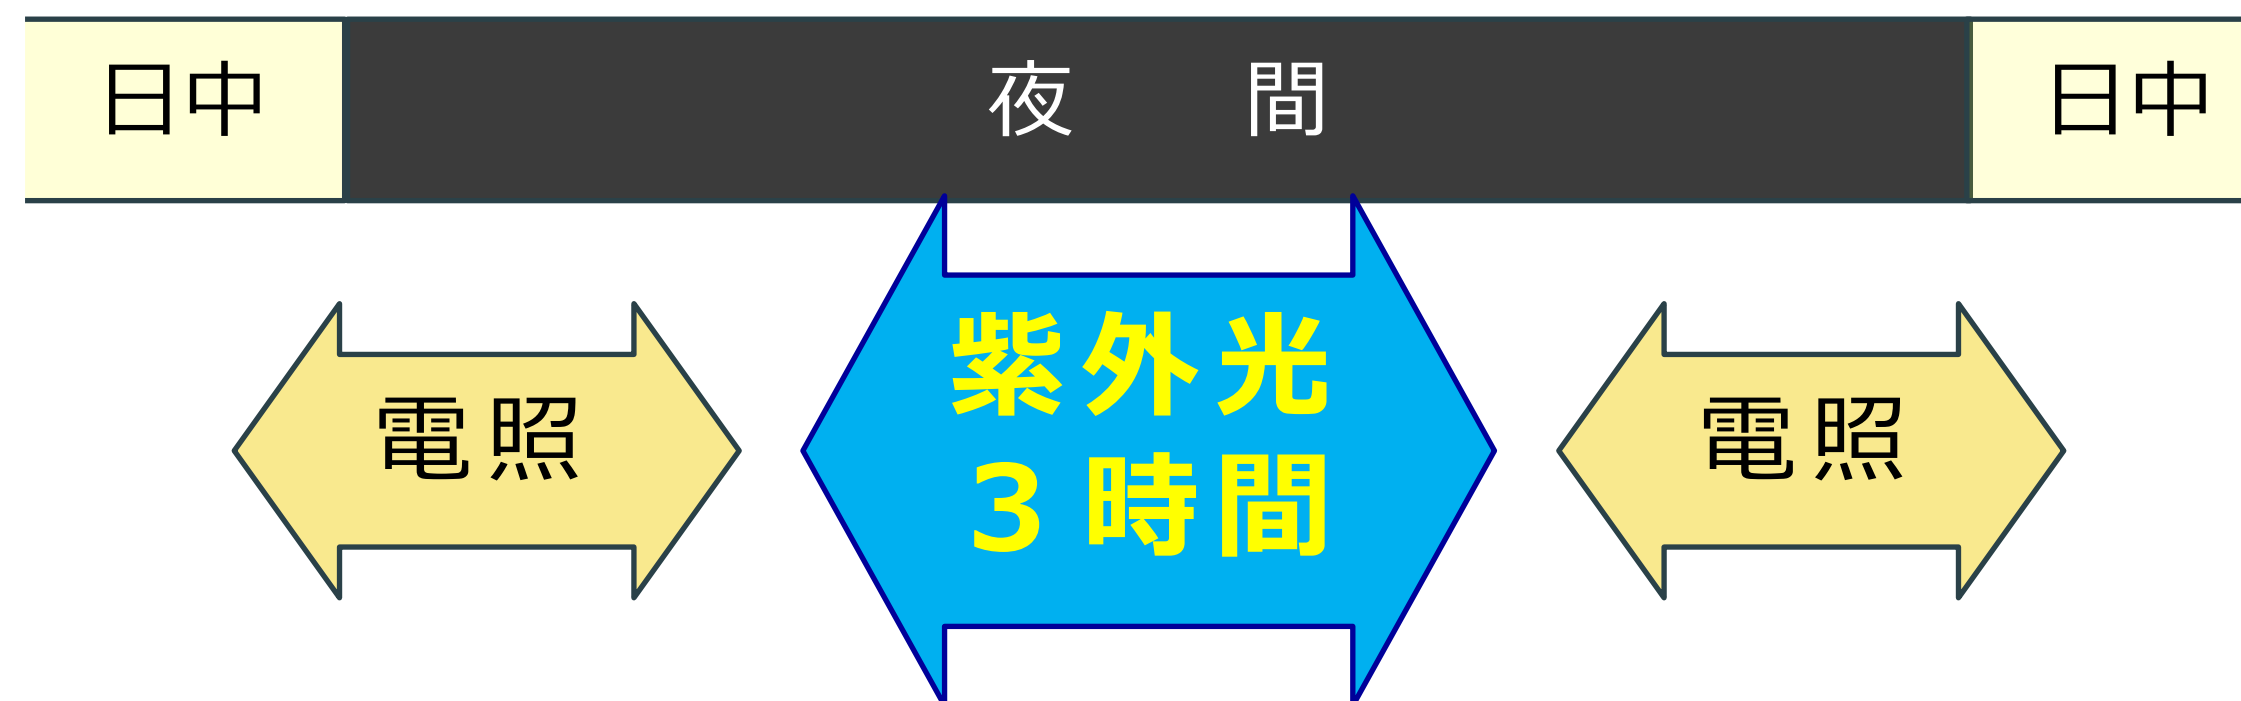 日中 夜 間 日中
電照 紫外光 電照
3時間